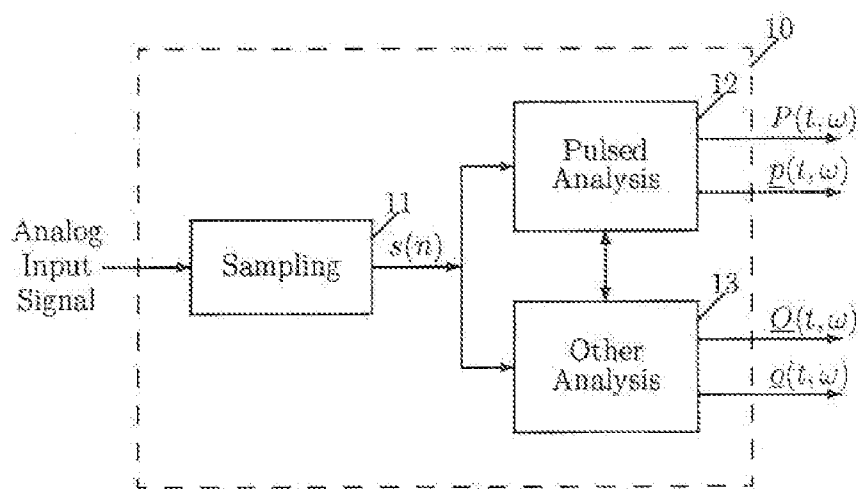 10
12
P(t, ω)
Pulsed
Analysis
p(t, ω)
11
Analog
Input
Signal
Sampling
s(n)
13
O(t, ω)
Other
Analysis
o(t, ω)